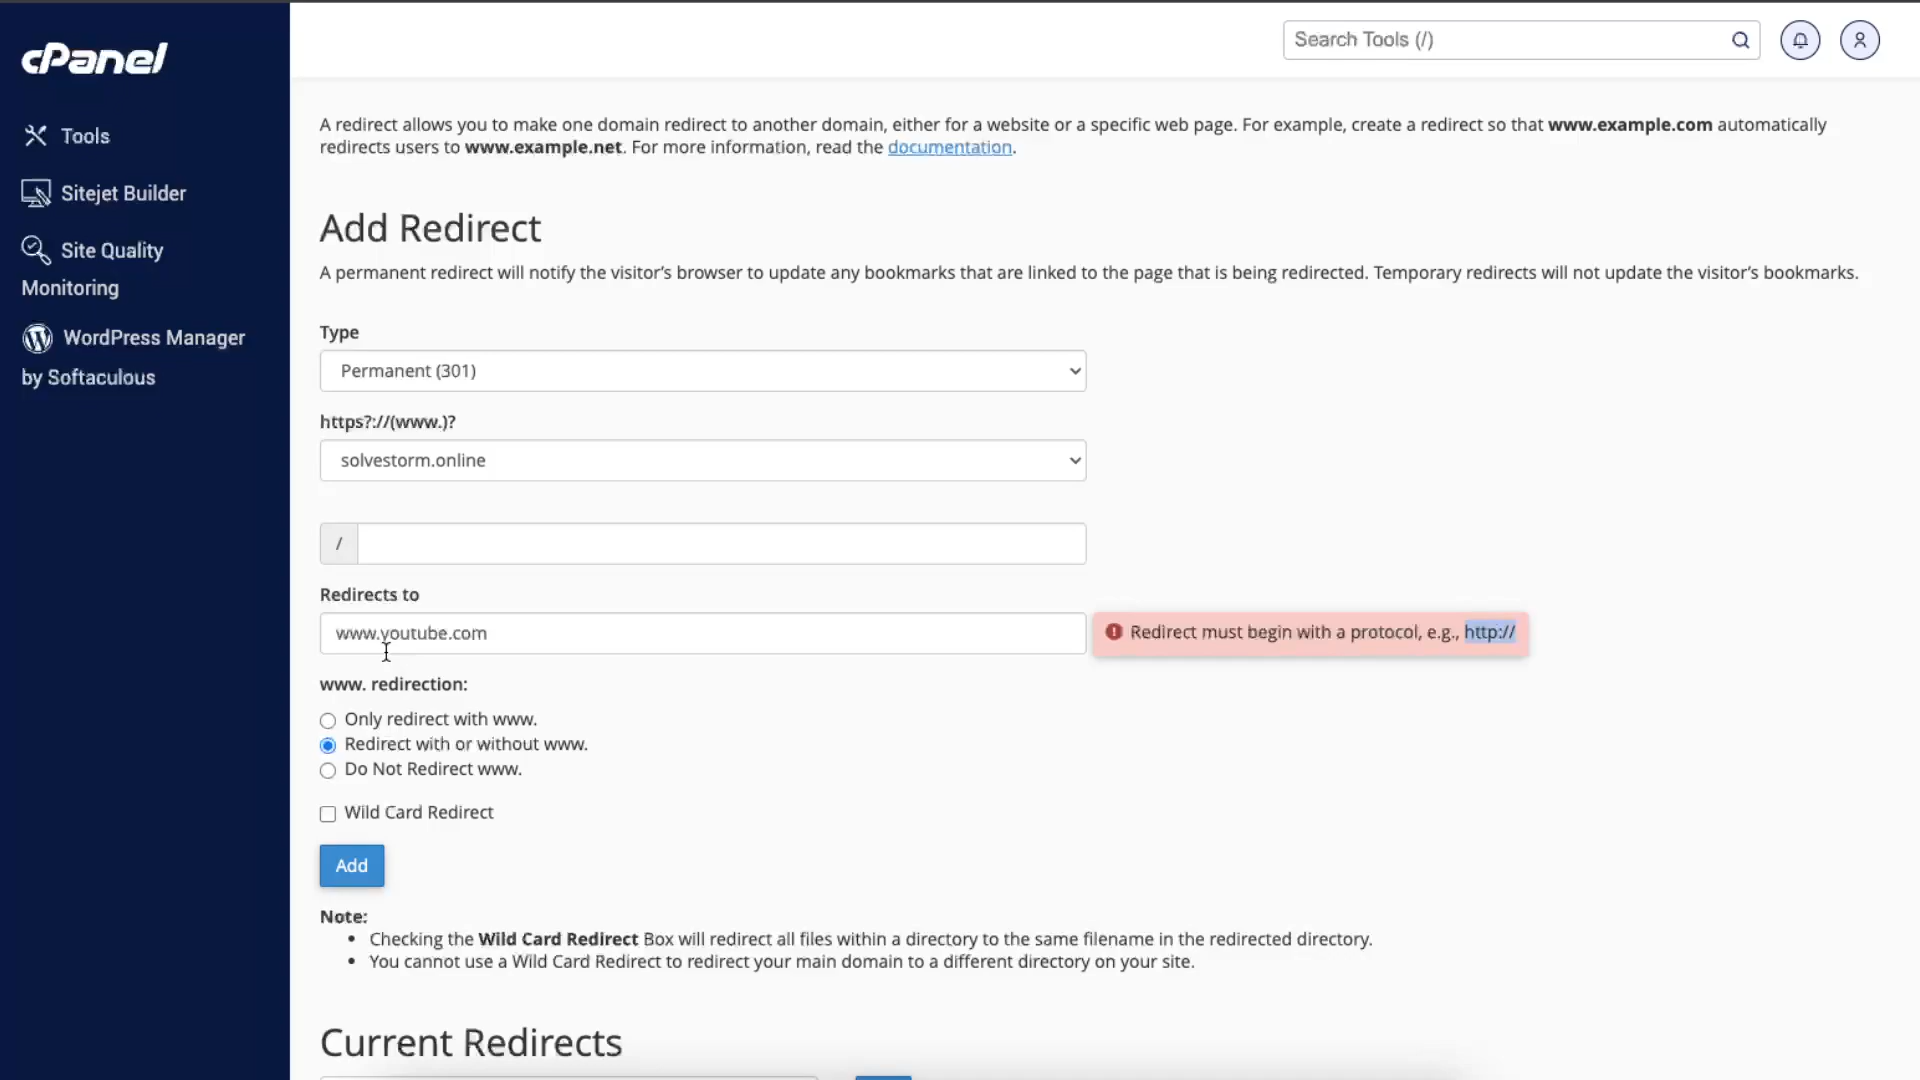 cPanel
Search Tools (/)
Tools
Sitejet Builder
Site Quality
Monitoring
WordPress Manager
by Softaculous
A redirect allows you to make one domain redirect to another domain, either for a website or a specific web page. For example, create a redirect so that www.example.com automatically
redirects users to www.example.net. For more information, read the documentation.
Add Redirect
A permanent redirect will notify the visitor’s browser to update any bookmarks that are linked to the page that is being redirected. Temporary redirects will not update the visitor’s bookmarks.
Type
Permanent (301)
https?://(www.)?
solvestorm.online
/
Redirects to
www.youtube.com
Redirect must begin with a protocol, e.g., http://
www. redirection:
Only redirect with www.
Redirect with or without www.
Do Not Redirect www.
Wild Card Redirect
Add
Note:
• Checking the Wild Card Redirect Box will redirect all files within a directory to the same filename in the redirected directory.
• You cannot use a Wild Card Redirect to redirect your main domain to a different directory on your site.
Current Redirects